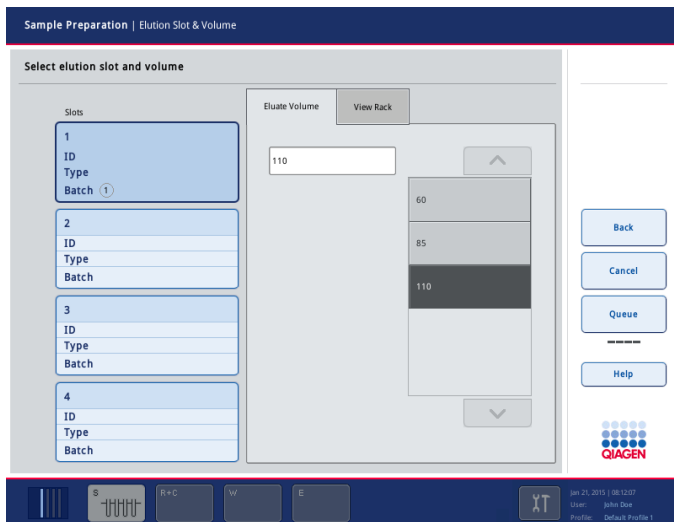 Sample Preparation | Elution Slot & Volume
Select elution slot and volume
Slots
1
ID
Type
Batch 1
2
ID
Type
Batch
3
ID
Type
Batch
4
ID
Type
Batch
Eluate Volume
View Rack
110
60
85
110
Back
Cancel
Queue
Help
QIAGEN
S
R+C
W
E
Jan 21, 2015 | 08:12:07
User: John Doe
Profile: Default Profile 1